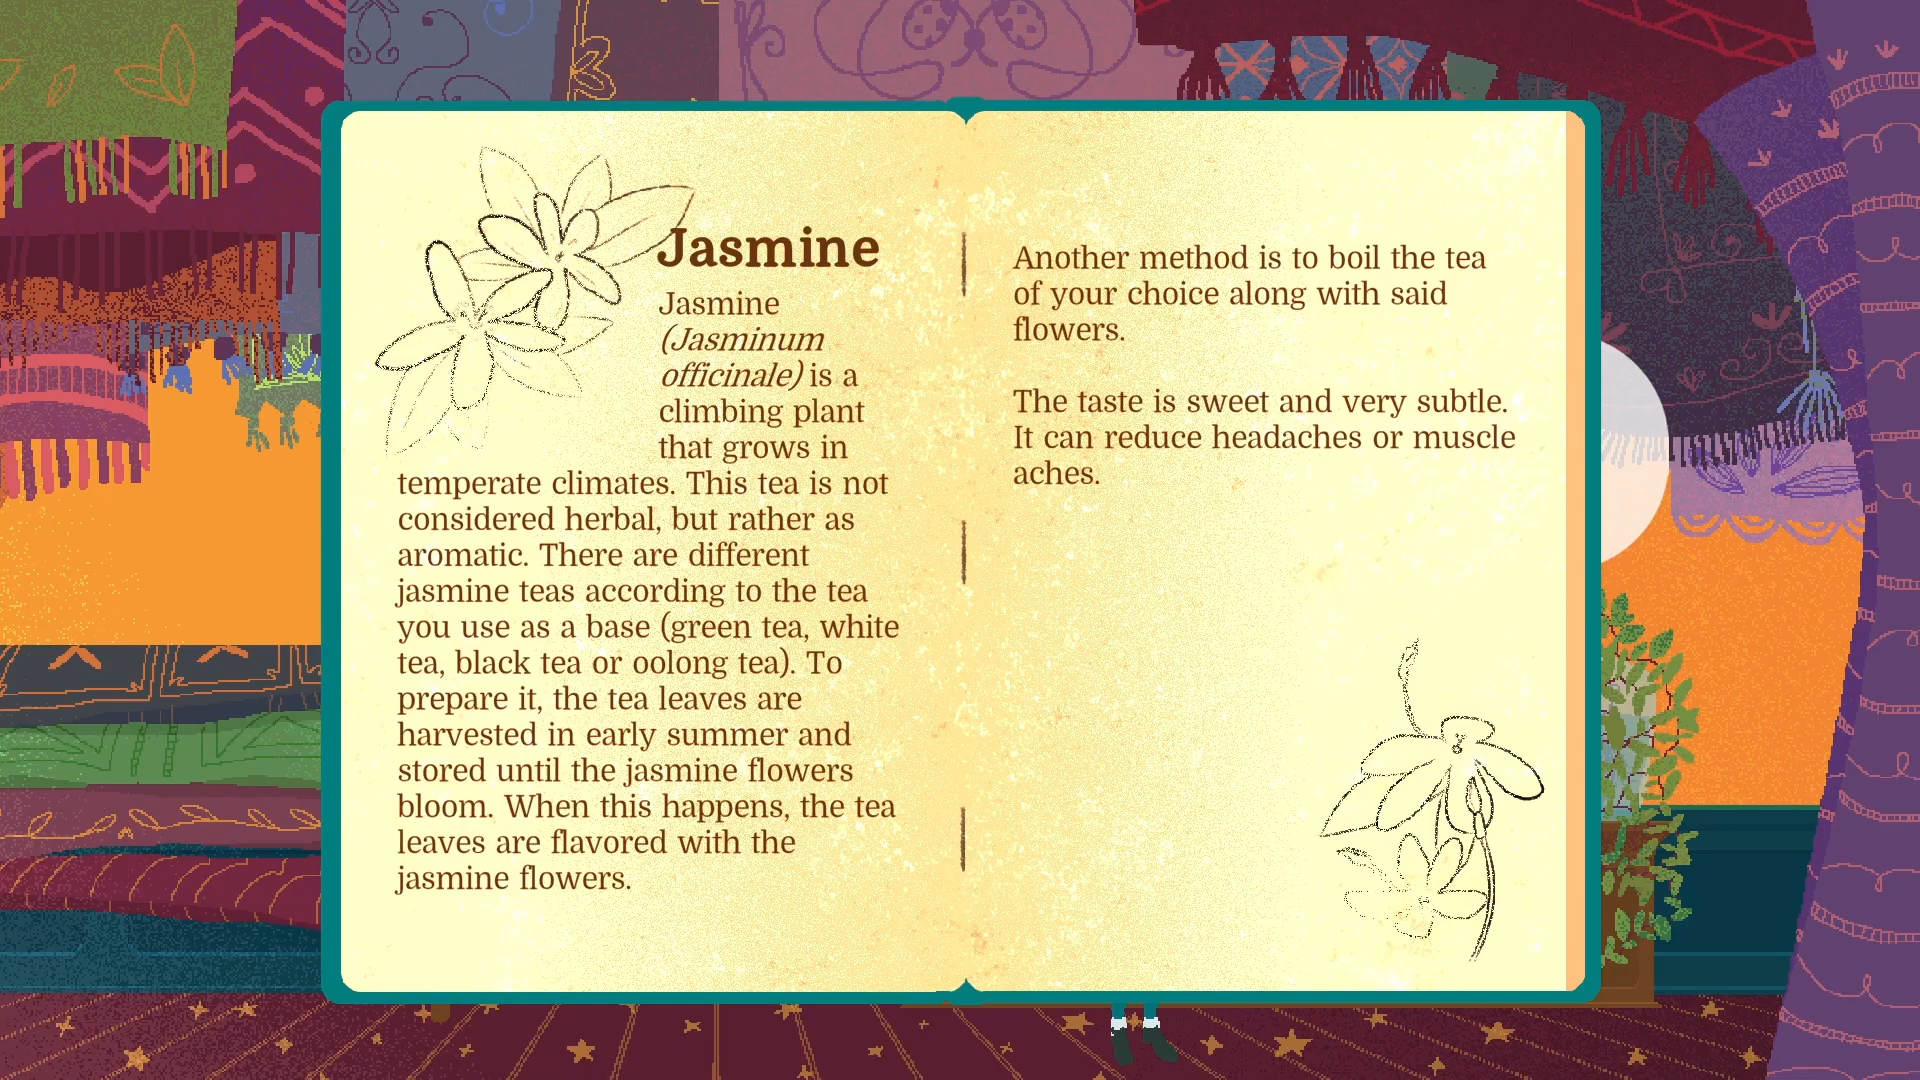 Jasmine
Jasmine
(Jasminum
officinale) is a
climbing plant
that grows in
temperate climates. This tea is not
considered herbal, but rather as
aromatic. There are different
jasmine teas according to the tea
you use as a base (green tea, white
tea, black tea or oolong tea). To
prepare it, the tea leaves are
harvested in early summer and
stored until the jasmine flowers
bloom. When this happens, the tea
leaves are flavored with the
jasmine flowers.
Another method is to boil the tea
of your choice along with said
flowers.
The taste is sweet and very subtle.
It can reduce headaches or muscle
aches.